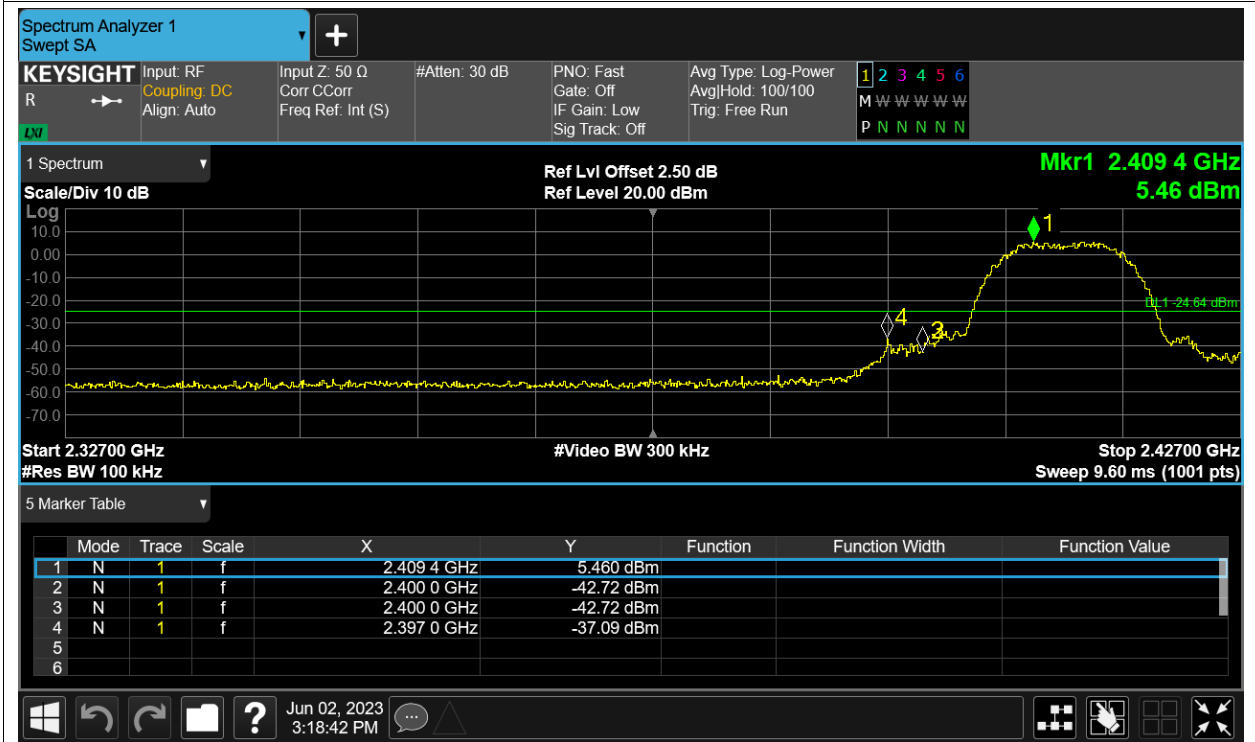 Spectrum Analyzer 1
Swept SA
KEYSIGHT
R
LXI
Input: RF
Coupling: DC
Align: Auto
Input Z: 50 Ω
Corr CCorr
Freq Ref: Int (S)
#Atten: 30 dB
PNO: Fast
Gate: Off
IF Gain: Low
Sig Track: Off
Avg Type: Log-Power
Avg|Hold: 100/100
Trig: Free Run
1 2 3 4 5 6
M W W W W W
P N N N N N
1 Spectrum
Scale/Div 10 dB
Ref Lvl Offset 2.50 dB
Ref Level 20.00 dBm
Mkr1 2.409 4 GHz
5.46 dBm
Log
10.0
0.00
-10.0
-20.0
-30.0
-40.0
-50.0
-60.0
-70.0
1
DL1 -24.64 dBm
4
Start 2.32700 GHz
#Res BW 100 kHz
#Video BW 300 kHz
Stop 2.42700 GHz
Sweep 9.60 ms (1001 pts)
5 Marker Table
Mode Trace Scale X Y Function Function Width Function Value
1 N 1 f 2.409 4 GHz 5.460 dBm
2 N 1 f 2.400 0 GHz -42.72 dBm
3 N 1 f 2.400 0 GHz -42.72 dBm
4 N 1 f 2.397 0 GHz -37.09 dBm
5
6
?
Jun 02, 2023
3:18:42 PM